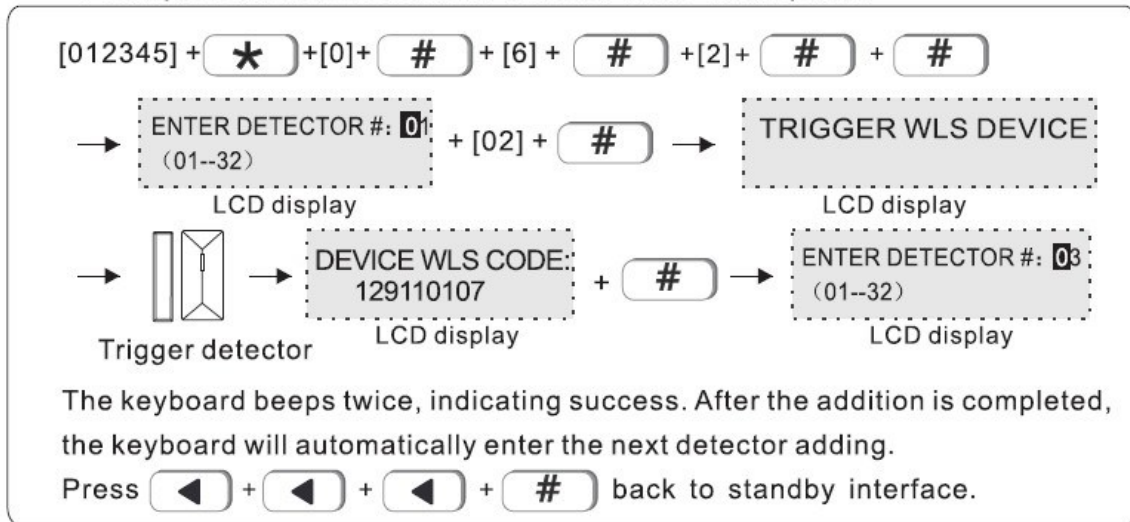 [012345] + * +[0]+ # + [6] + # +[2]+ # + #
→ ENTER DETECTOR #: 01 + [02] + # → TRIGGER WLS DEVICE
(01--32)
LCD display LCD display
→ → DEVICE WLS CODE: + # → ENTER DETECTOR #: 03
129110107 (01--32)
Trigger detector LCD display LCD display
The keyboard beeps twice, indicating success. After the addition is completed,
the keyboard will automatically enter the next detector adding.
Press ◀ + ◀ + ◀ + # back to standby interface.